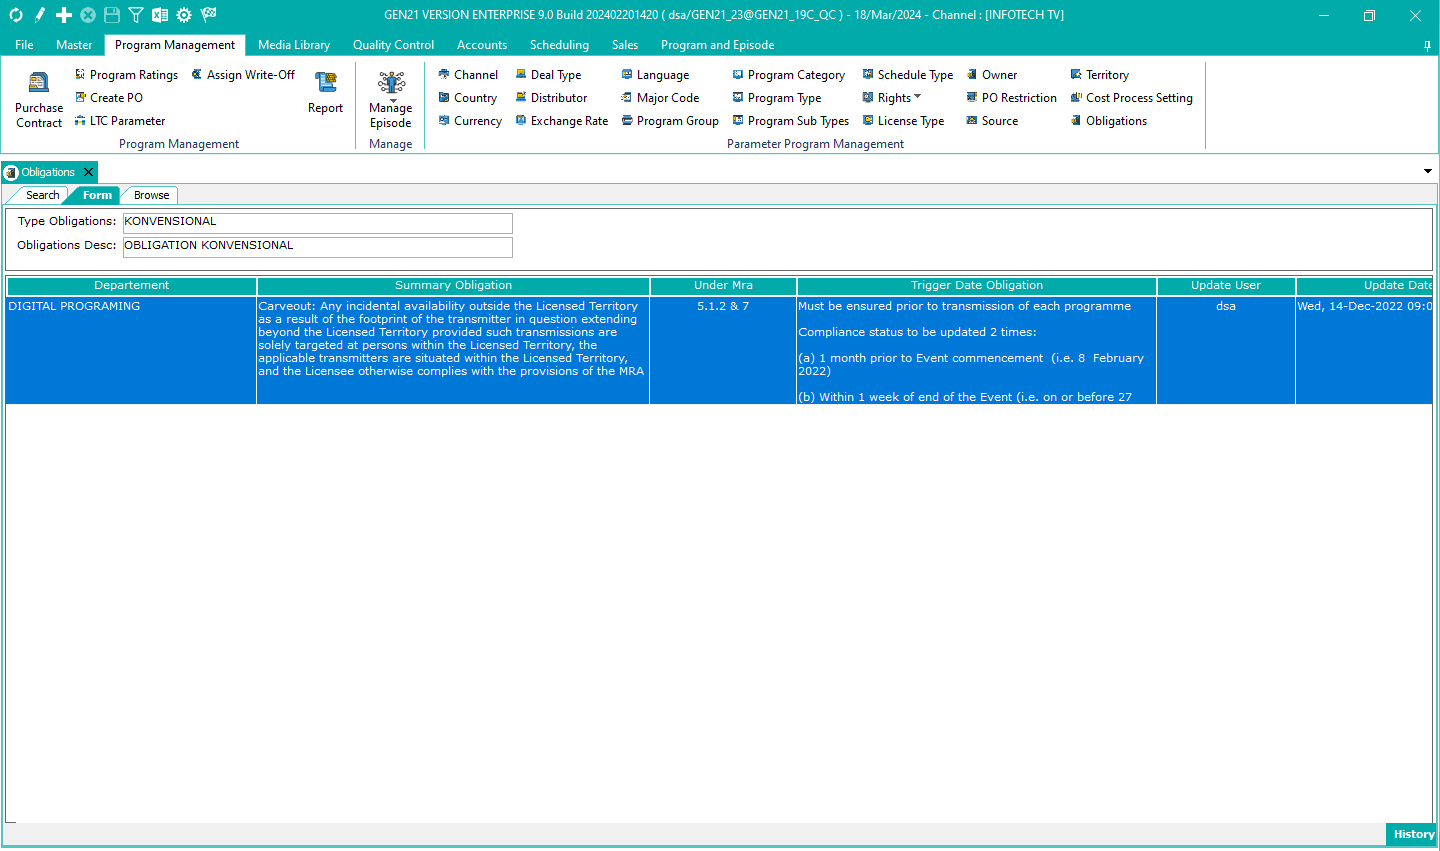 GEN21 VERSION ENTERPRISE 9.0 Build 202402201420 ( dsa/GEN21_23@GEN21_19C_QC ) - 18/Mar/2024 - Channel : [INFOTECH TV]
File Master Program Management Media Library Quality Control Accounts Scheduling Sales Program and Episode
Program Ratings Assign Write-Off Channel Deal Type Language Program Category Schedule Type Owner Territory
Purchase Contract Create PO Report Manage Episode Country Distributor Major Code Program Type Rights PO Restriction Cost Process Setting
LTC Parameter Currency Exchange Rate Program Group Program Sub Types License Type Source Obligations
Program Management Manage Parameter Program Management
Obligations
Search Form Browse
Type Obligations: KONVENSIONAL
Obligations Desc: OBLIGATION KONVENSIONAL
Departement Summary Obligation Under Mra Trigger Date Obligation Update User Update Date
DIGITAL PROGRAMING
Carveout: Any incidental availability outside the Licensed Territory
as a result of the footprint of the transmitter in question extending
beyond the Licensed Territory provided such transmissions are
solely targeted at persons within the Licensed Territory, the
applicable transmitters are situated within the Licensed Territory,
and the Licensee otherwise complies with the provisions of the MRA
5.1.2 & 7
Must be ensured prior to transmission of each programme
Compliance status to be updated 2 times:
(a) 1 month prior to Event commencement (i.e. 8 February
2022)
(b) Within 1 week of end of the Event (i.e. on or before 27
dsa
Wed, 14-Dec-2022 09:0
History